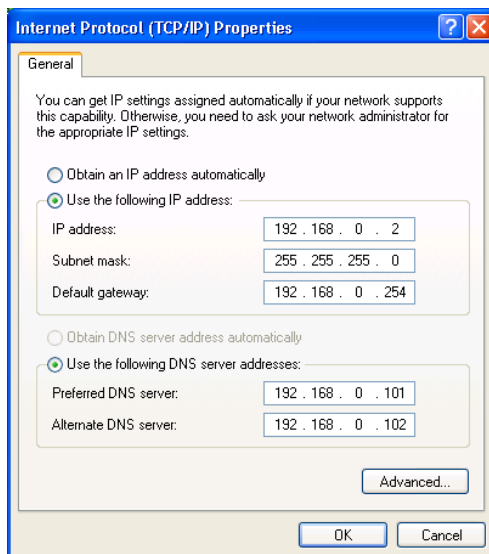 Internet Protocol (TCP/IP) Properties
General
You can get IP settings assigned automatically if your network supports
this capability. Otherwise, you need to ask your network administrator for
the appropriate IP settings.
Obtain an IP address automatically
Use the following IP address:
IP address: 192 . 168 . 0 . 2
Subnet mask: 255 . 255 . 255 . 0
Default gateway: 192 . 168 . 0 . 254
Obtain DNS server address automatically
Use the following DNS server addresses:
Preferred DNS server: 192 . 168 . 0 . 101
Alternate DNS server: 192 . 168 . 0 . 102
Advanced...
OK Cancel